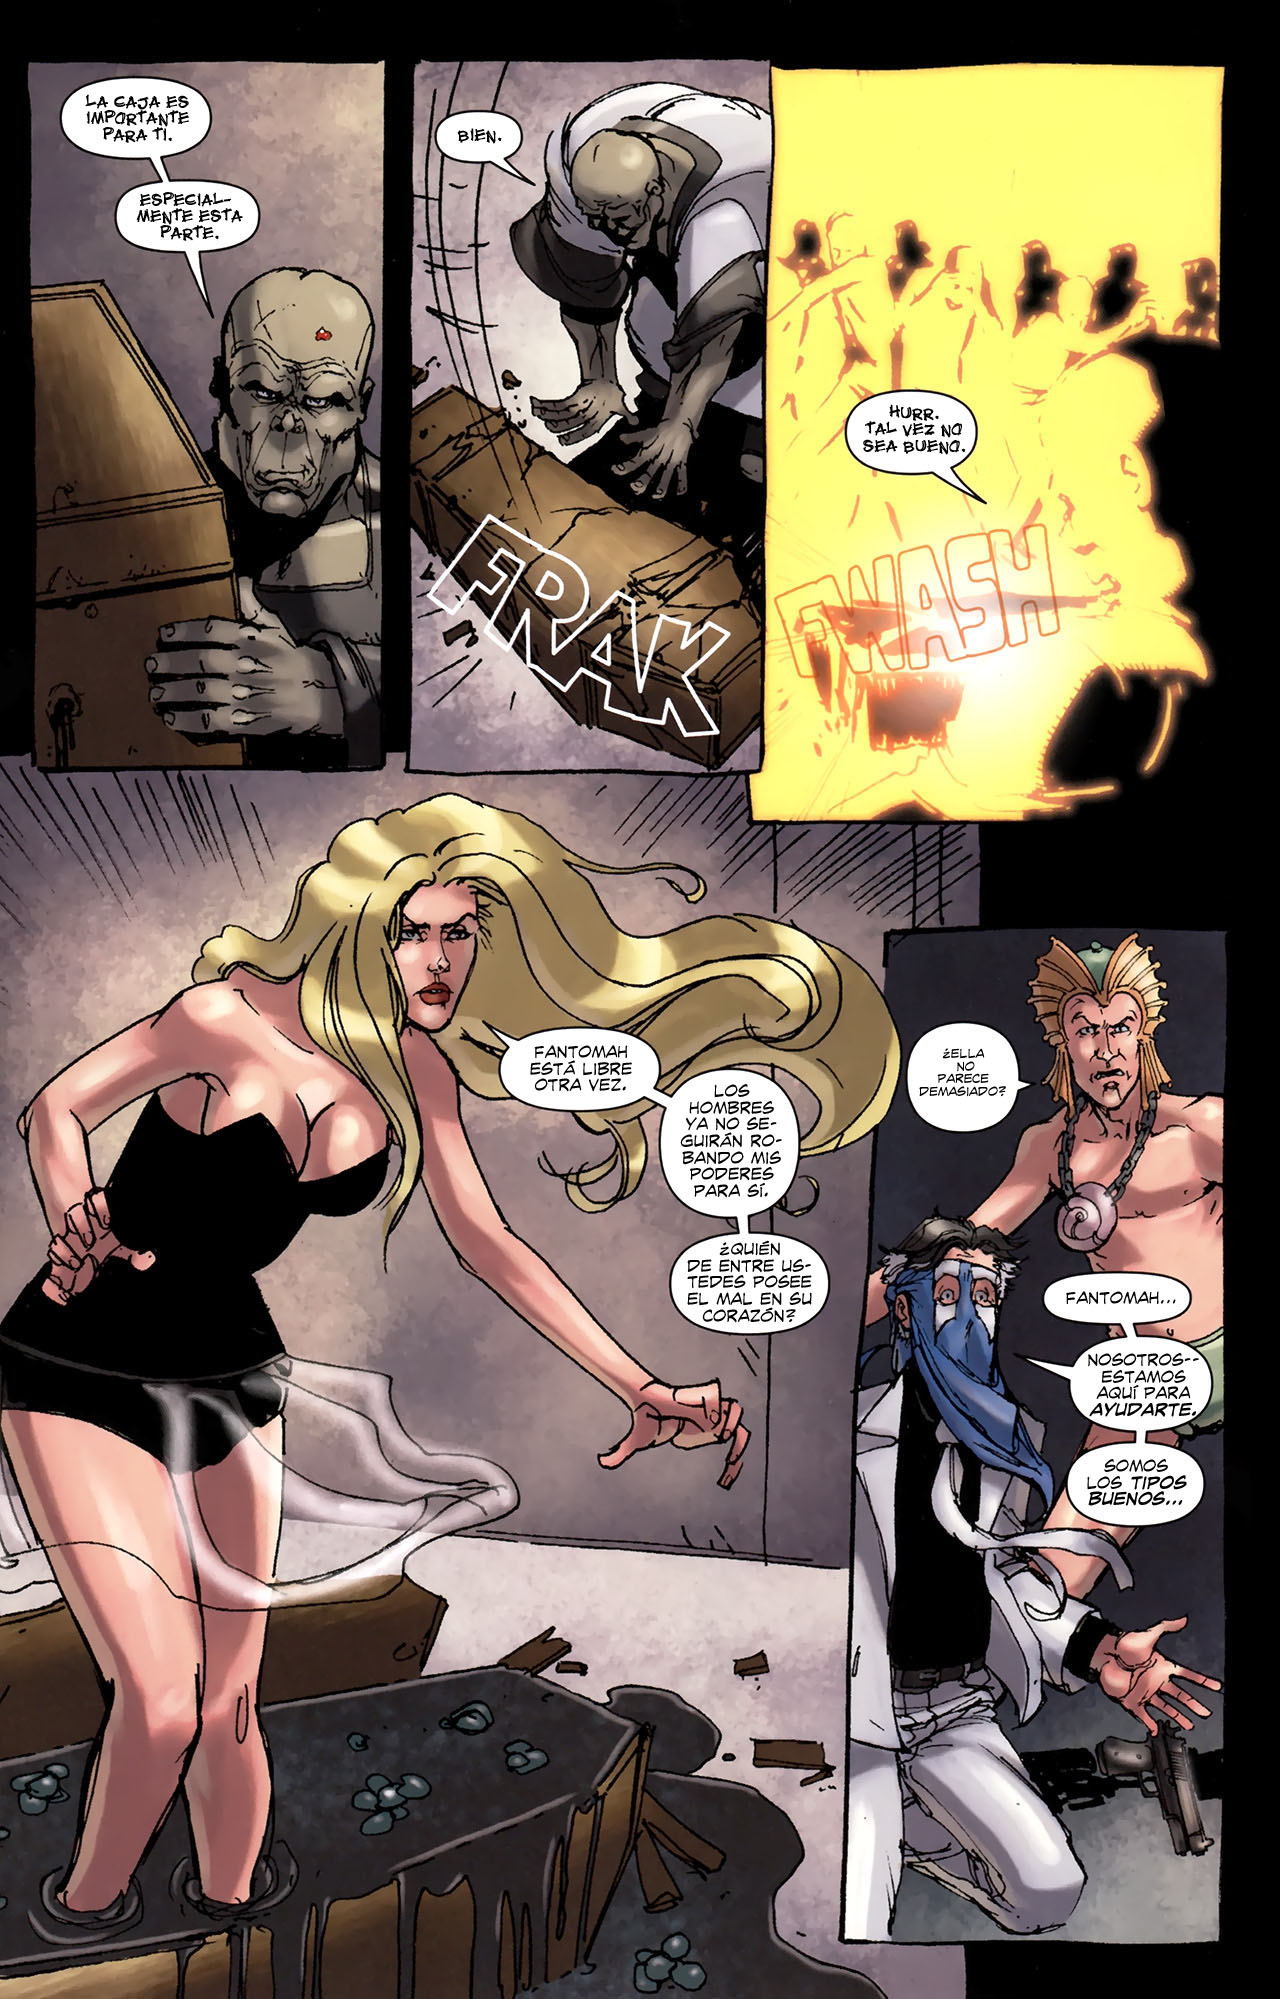 LA CAJA ES
IMPORTANTE
PARA TI.
ESPECIAL-
MENTE ESTA
PARTE.
BIEN.
FRAK
HURR.
TAL VEZ NO
SEA BUENO.
FWASH
FANTOMAH
ESTÁ LIBRE
OTRA VEZ.
LOS
HOMBRES
YA NO SE-
GUIRÁN RO-
BANDO MIS
PODERES
PARA SÍ.
¿QUIÉN
DE ENTRE US-
TEDES POSEE
EL MAL EN SU
CORAZÓN?
¿ELLA
NO
PARECE
DEMASIADO?
FANTOMAH...
NOSOTROS--
ESTAMOS
AQUÍ PARA
AYUDARTE.
SOMOS
LOS TIPOS
BUENOS...